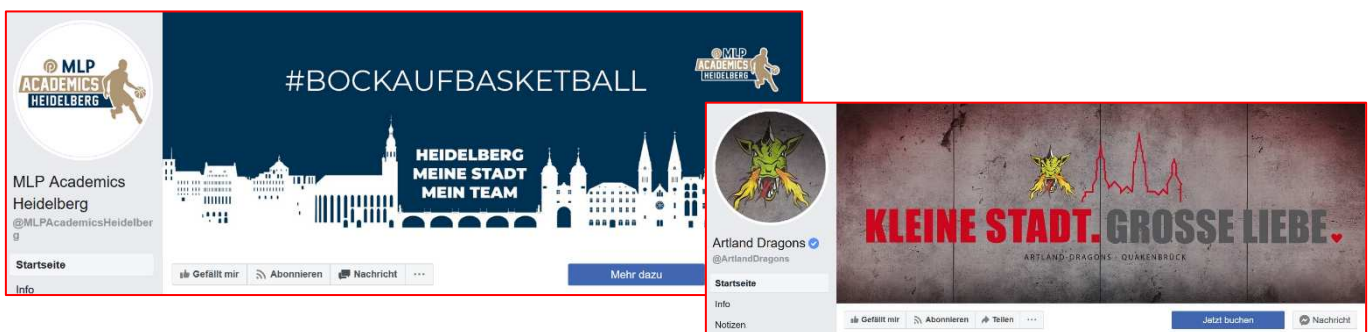 MLP
ACADEMICS
HEIDELBERG
MLP Academics
Heidelberg
@MLPAcademicsHeidelber
g
Startseite
Info
#BOCKAUFBASKETBALL
MLP
ACADEMICS
HEIDELBERG
HEIDELBERG
MEINE STADT
MEIN TEAM
Gefällt mir Abonnieren Nachricht ... Mehr dazu
Artland Dragons
@ArtlandDragons
Startseite
Info
Notizen
KLEINE STADT. GROSSE LIEBE.
ARTLAND-DRAGONS · QUAKENBRÜCK
Gefällt mir Abonnieren Teilen ... Jetzt buchen Nachricht